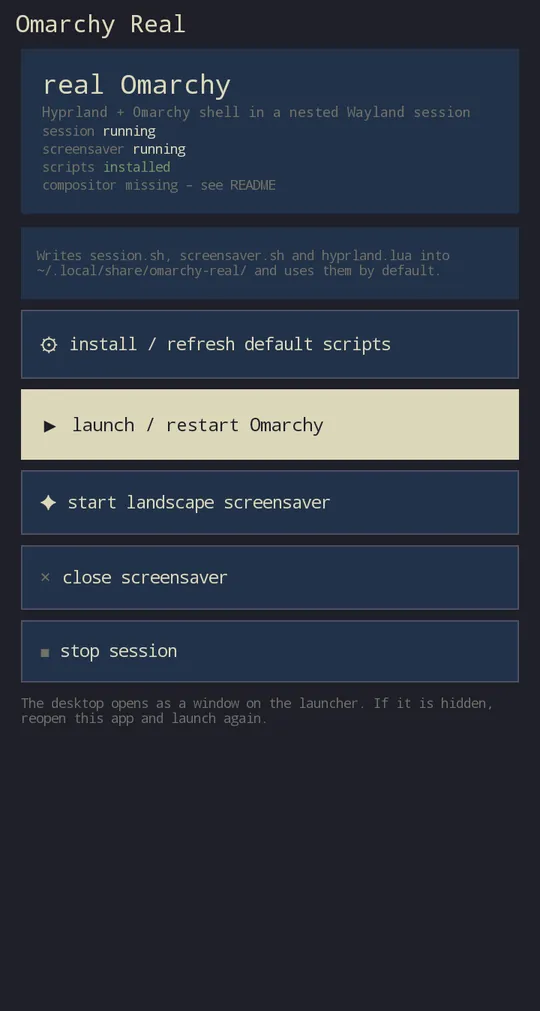 Omarchy Real
real Omarchy
Hyprland + Omarchy shell in a nested Wayland session
session running
screensaver running
scripts installed
compositor missing – see README
Writes session.sh, screensaver.sh and hyprland.lua into
~/.local/share/omarchy-real/ and uses them by default.
install / refresh default scripts
launch / restart Omarchy
start landscape screensaver
× close screensaver
stop session
The desktop opens as a window on the launcher. If it is hidden,
reopen this app and launch again.